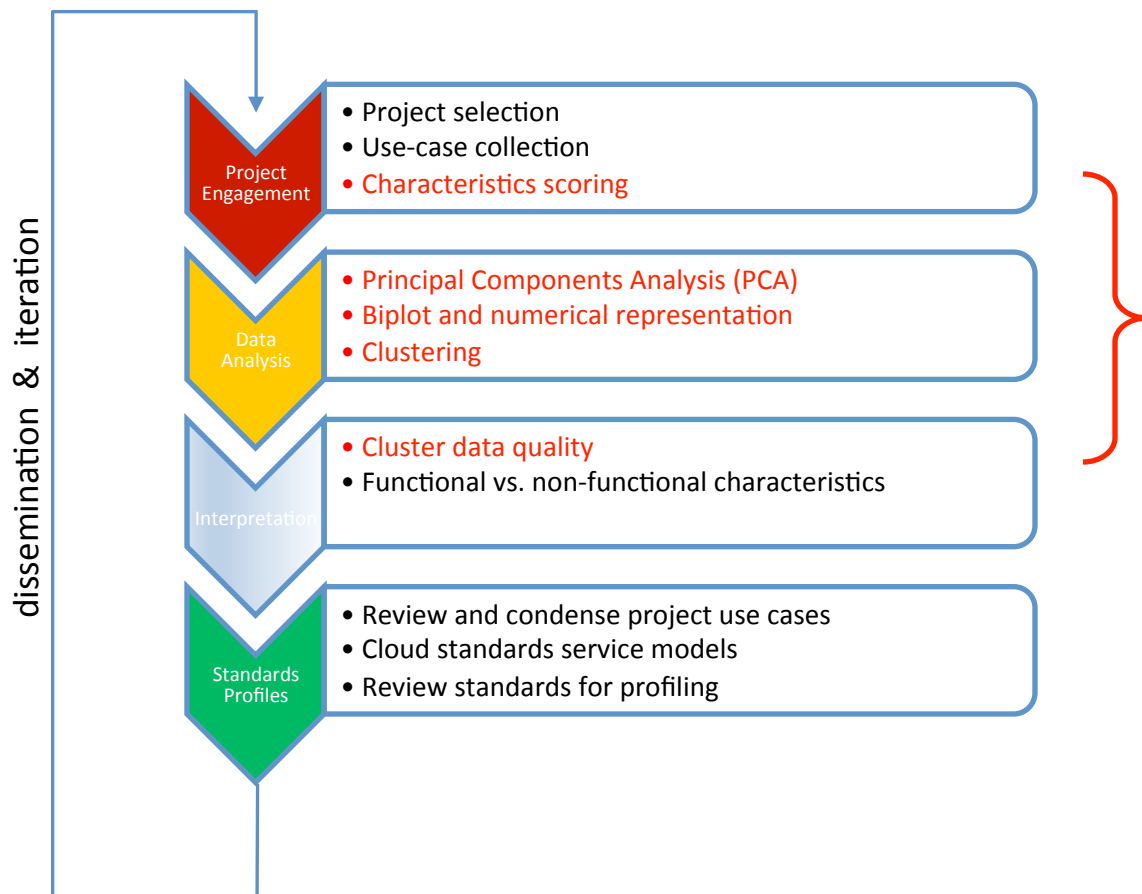 dissemination & iteration
Project
Engagement
• Project selection
• Use-case collection
• Characteristics scoring
Data
Analysis
• Principal Components Analysis (PCA)
• Biplot and numerical representation
• Clustering
Interpretation
• Cluster data quality
• Functional vs. non-functional characteristics
Standards
Profiles
• Review and condense project use cases
• Cloud standards service models
• Review standards for profiling